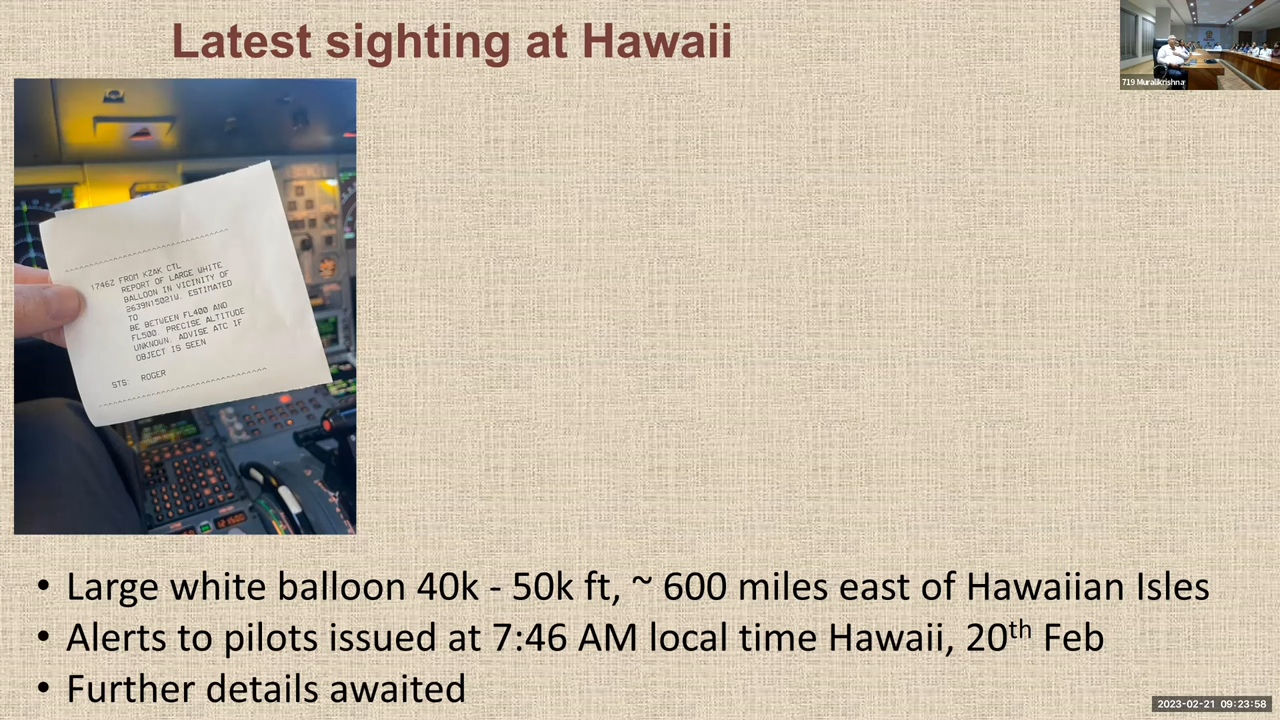 Latest sighting at Hawaii
719 Muralikrishna
1746Z FROM KZAK CTL
REPORT OF LARGE WHITE
BALLOON IN VICINITY OF
2639N15021W. ESTIMATED
TO
BE BETWEEN FL400 AND
FL500. PRECISE ALTITUDE
UNKNOWN. ADVISE ATC IF
OBJECT IS SEEN
STS: ROGER
• Large white balloon 40k - 50k ft, ~ 600 miles east of Hawaiian Isles
• Alerts to pilots issued at 7:46 AM local time Hawaii, 20th Feb
• Further details awaited
2023-02-21 09:23:58